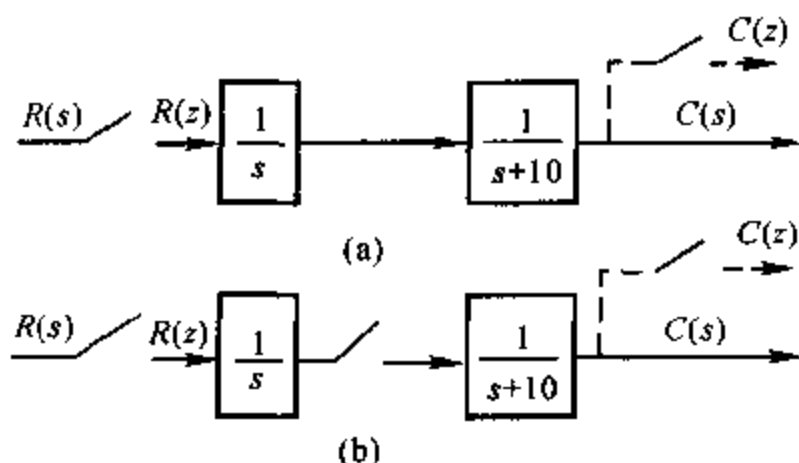 C(z)
R(s) R(z) 1/s 1/(s+10) C(s)
(a)
C(z)
R(s) R(z) 1/s 1/(s+10) C(s)
(b)